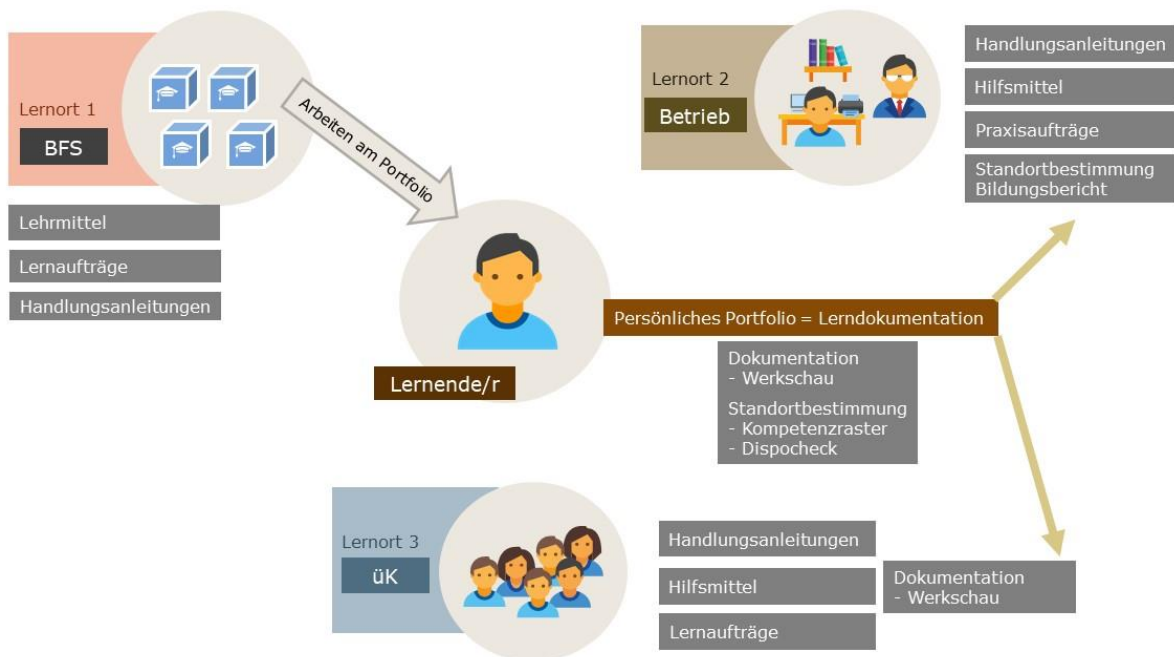 Lernort 1
BFS
Lehrmittel
Lernaufträge
Handlungsanleitungen
Arbeiten am Portfolio
Lernort 2
Betrieb
Handlungsanleitungen
Hilfsmittel
Praxisaufträge
Standortbestimmung
Bildungsbericht
Lernende/r
Persönliches Portfolio = Lerndokumentation
Dokumentation
- Werkschau
Standortbestimmung
- Kompetenzraster
- Dispocheck
Lernort 3
üK
Handlungsanleitungen
Hilfsmittel
Lernaufträge
Dokumentation
- Werkschau